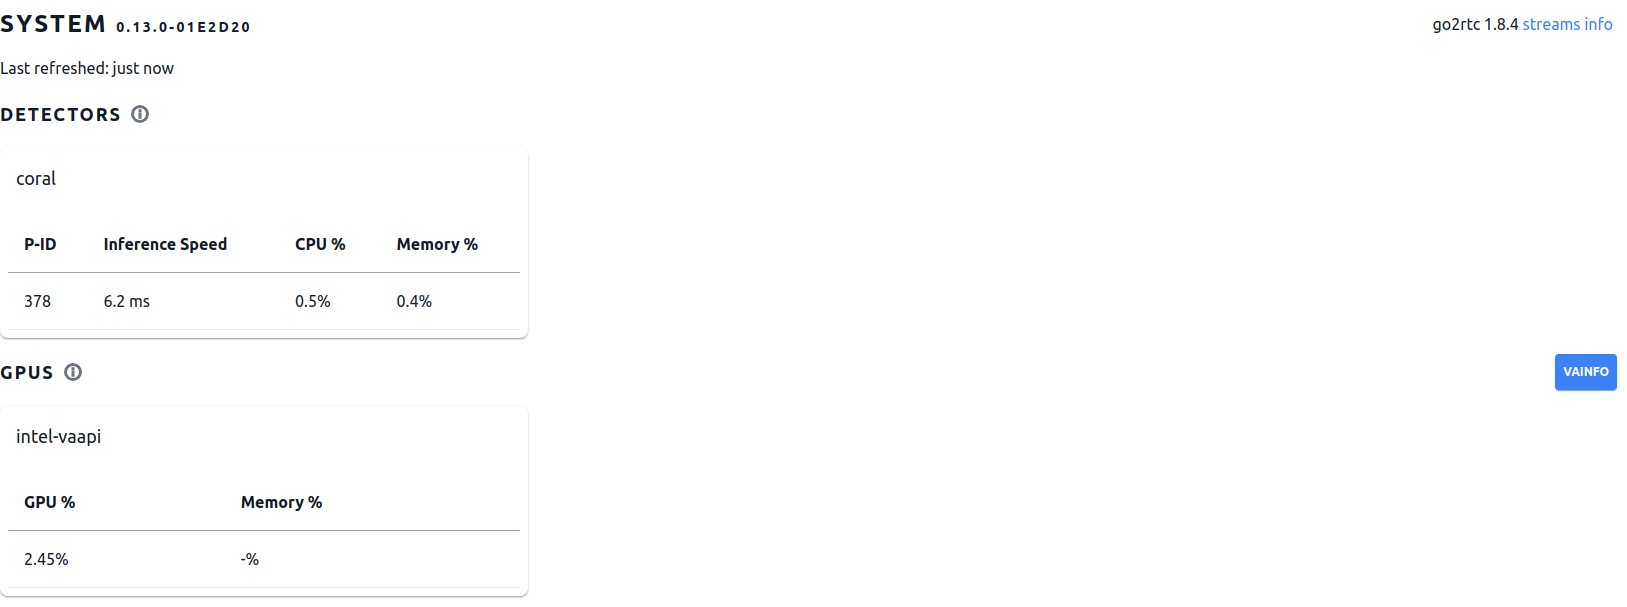 SYSTEM 0.13.0-01E2D20
go2rtc 1.8.4 streams info
Last refreshed: just now
DETECTORS
coral
P-ID Inference Speed CPU % Memory %
378 6.2 ms 0.5% 0.4%
GPUS
VAINFO
intel-vaapi
GPU % Memory %
2.45% -%